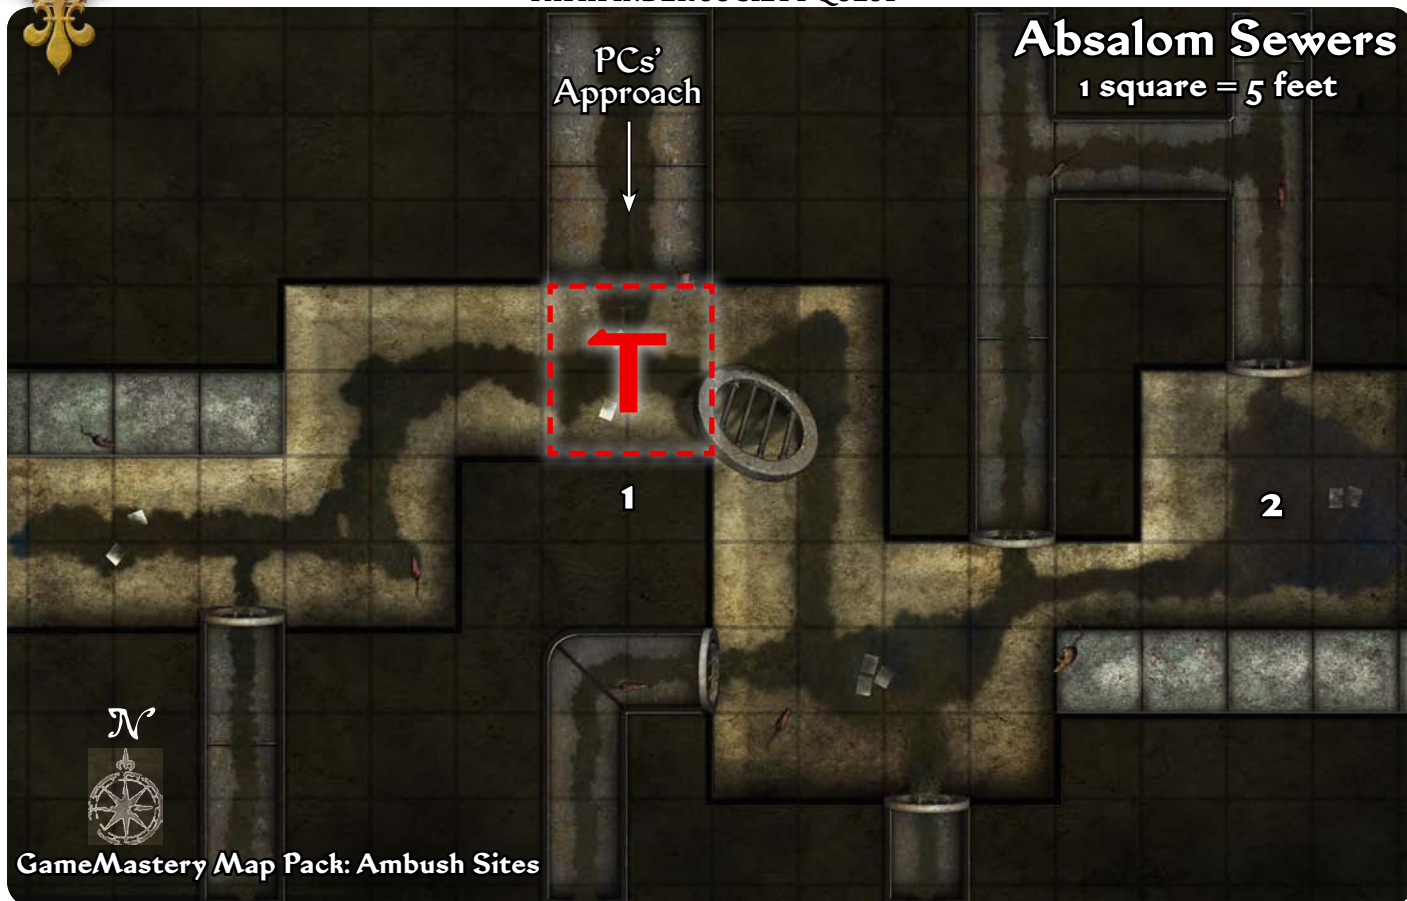 Absalom Sewers
1 square = 5 feet
PCs'
Approach
T
1
2
N
GameMastery Map Pack: Ambush Sites